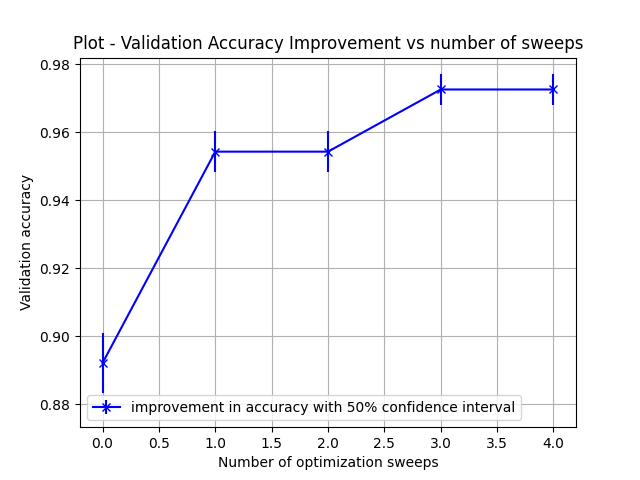 Plot - Validation Accuracy Improvement vs number of sweeps
0.98
0.96
0.94
0.92
0.90
0.88
Validation accuracy
improvement in accuracy with 50% confidence interval
0.0 0.5 1.0 1.5 2.0 2.5 3.0 3.5 4.0
Number of optimization sweeps